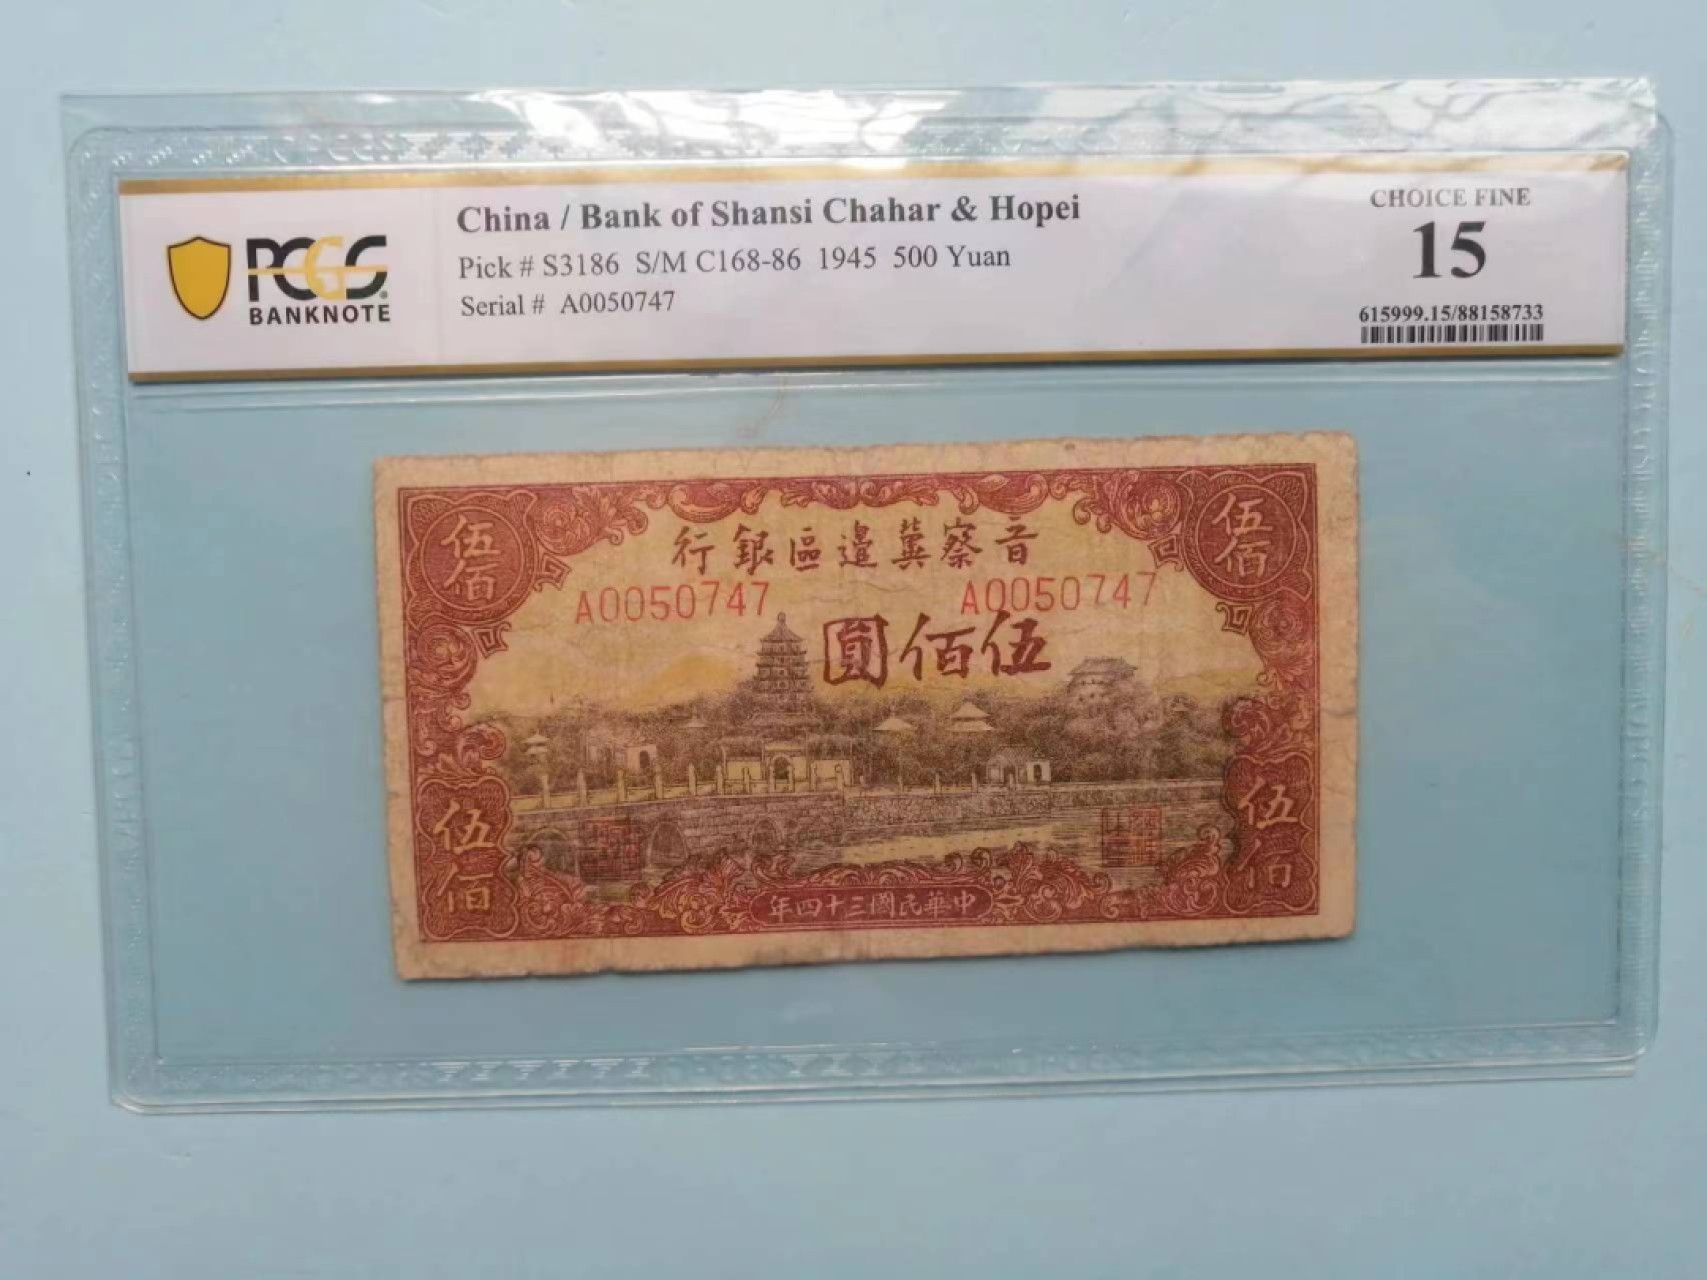 China / Bank of Shansi Chahar & Hopei
Pick # S3186 S/M C168-86 1945 500 Yuan
Serial # A0050747
PCGS
BANKNOTE
CHOICE FINE
15
615999.15/88158733
伍佰
伍佰
行銀區邊冀察晉
A0050747
A0050747
圓佰伍
伍佰
伍佰
年四十三國民華中